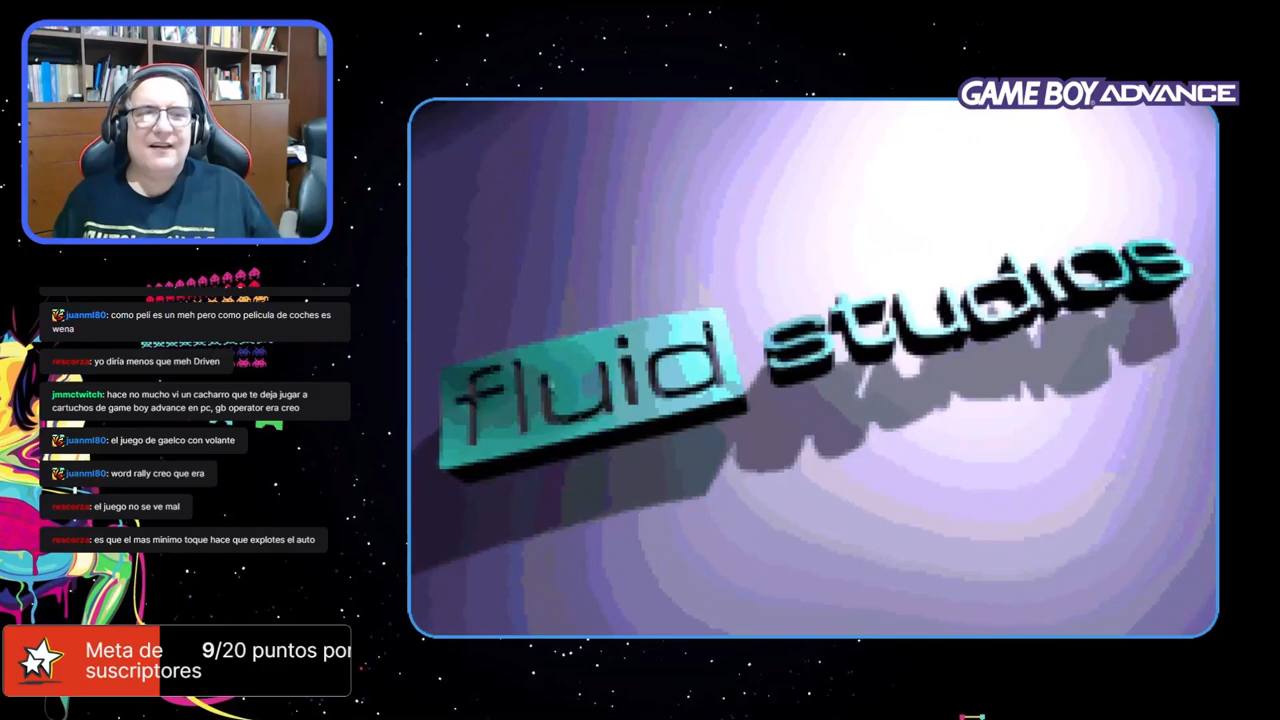 GAME BOY ADVANCE
fluid studios
juanml80: como peli es un meh pero como pelicula de coches es
wena
rescorza: yo diría menos que meh Driven
jmmctwitch: hace no mucho vi un cacharro que te deja jugar a
cartuchos de game boy advance en pc, gb operator era creo
juanml80: el juego de gaelco con volante
juanml80: word rally creo que era
rescorza: el juego no se ve mal
rescorza: es que el mas minimo toque hace que explotes el auto
Meta de
suscriptores
9/20 puntos por